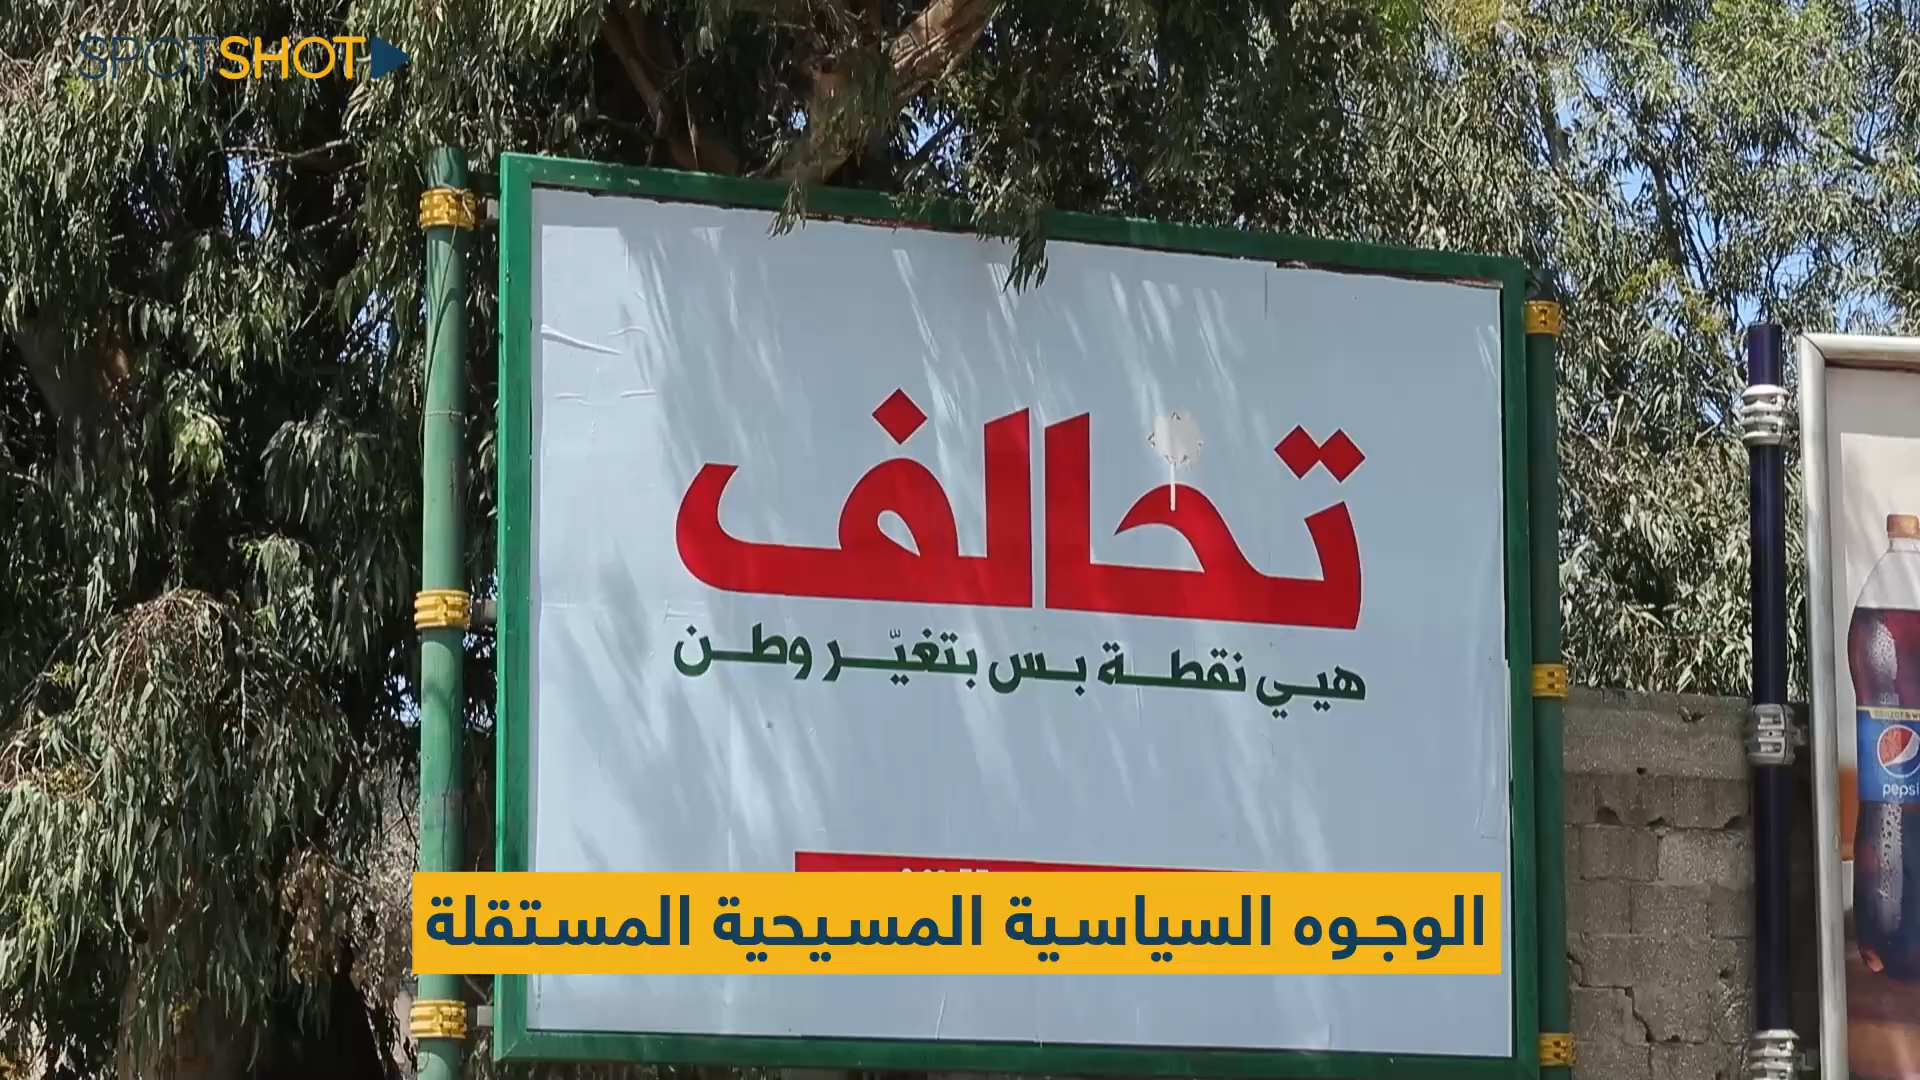 SPOTSHOT
تحالف
هيي نقطة بس بتغيّر وطن
الوجوه السياسية المسيحية المستقلة
pepsi